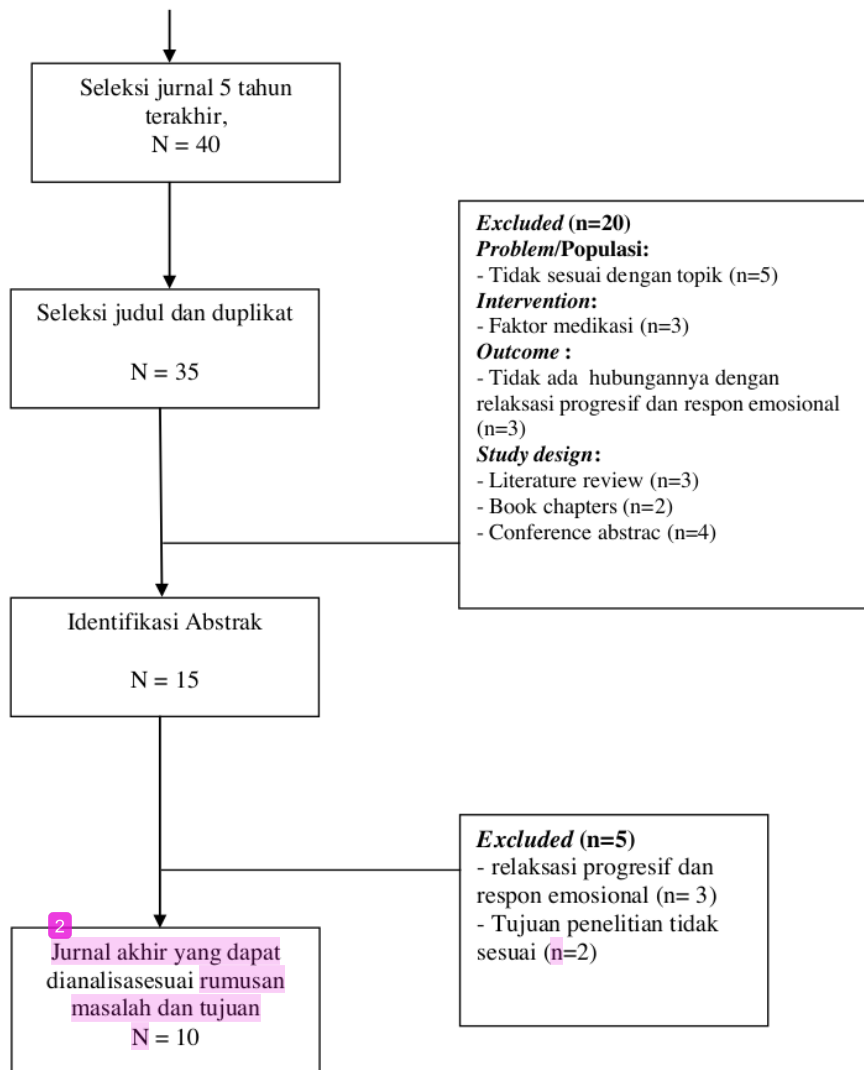 Seleksi jurnal 5 tahun
terakhir,
N = 40
Seleksi judul dan duplikat
N = 35
Excluded (n=20)
Problem/Populasi:
- Tidak sesuai dengan topik (n=5)
Intervention:
- Faktor medikasi (n=3)
Outcome :
- Tidak ada hubungannya dengan
relaksasi progresif dan respon emosional
(n=3)
Study design:
- Literature review (n=3)
- Book chapters (n=2)
- Conference abstrac (n=4)
Identifikasi Abstrak
N = 15
Excluded (n=5)
- relaksasi progresif dan
respon emosional (n= 3)
- Tujuan penelitian tidak
sesuai (n=2)
2
Jurnal akhir yang dapat
dianalisasesuai rumusan
masalah dan tujuan
N = 10